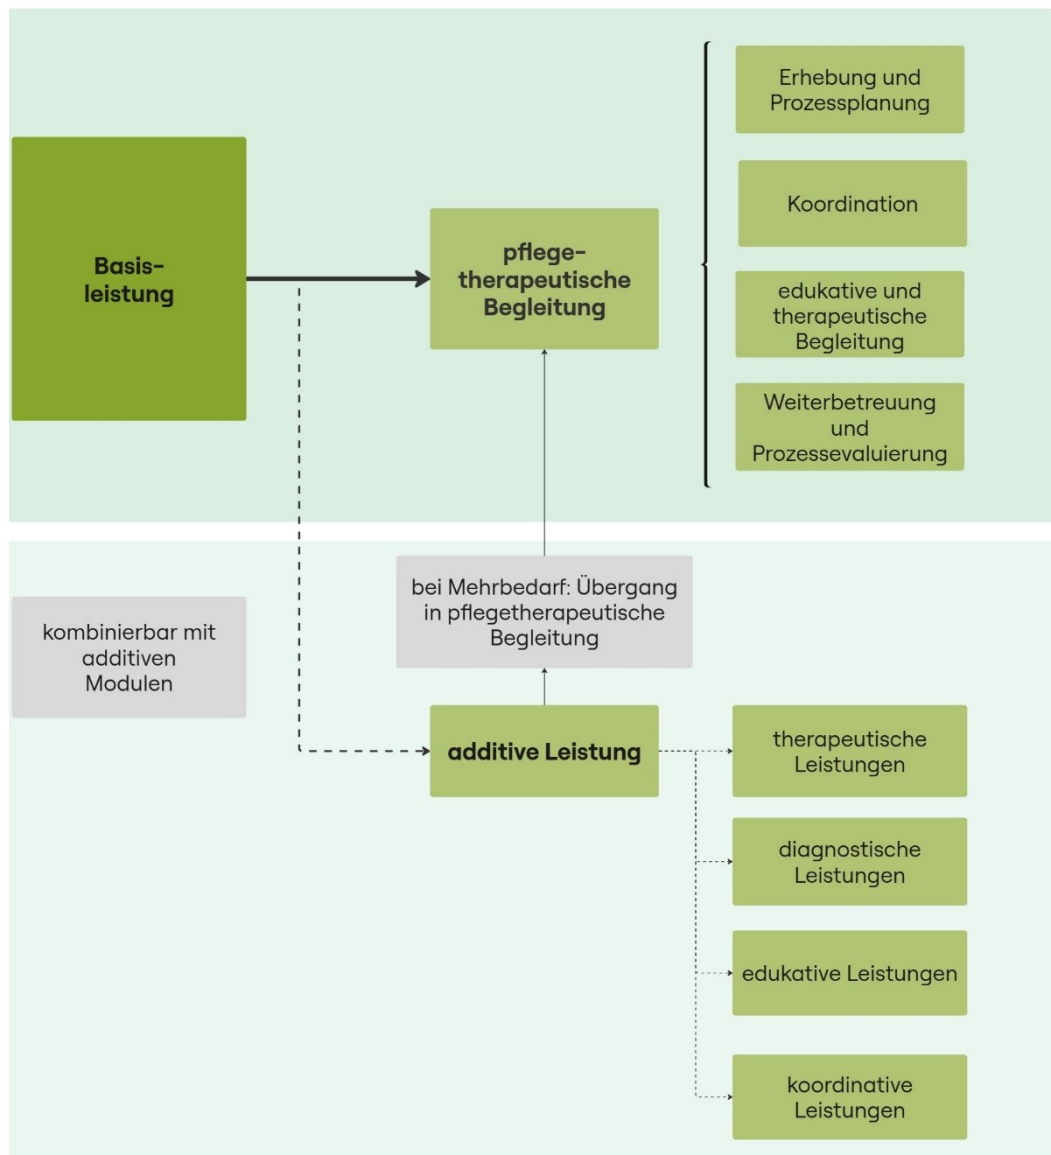 Basis-
leistung
pflege-
therapeutische
Begleitung
Erhebung und
Prozessplanung
Koordination
edukative und
therapeutische
Begleitung
Weiterbetreuung
und
Prozessevaluierung
kombinierbar mit
additiven
Modulen
bei Mehrbedarf: Übergang
in pflegetherapeutische
Begleitung
additive Leistung
therapeutische
Leistungen
diagnostische
Leistungen
edukative Leistungen
koordinative
Leistungen